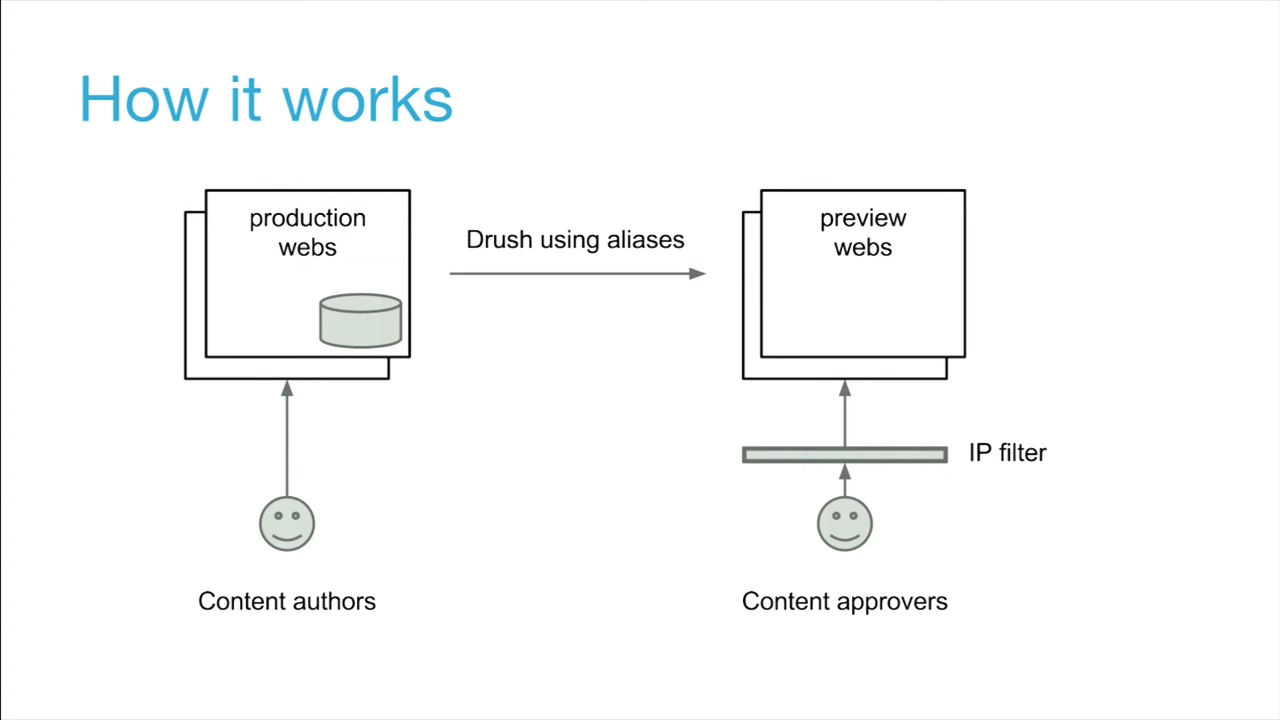 How it works
production
webs
Drush using aliases
preview
webs
IP filter
Content authors
Content approvers